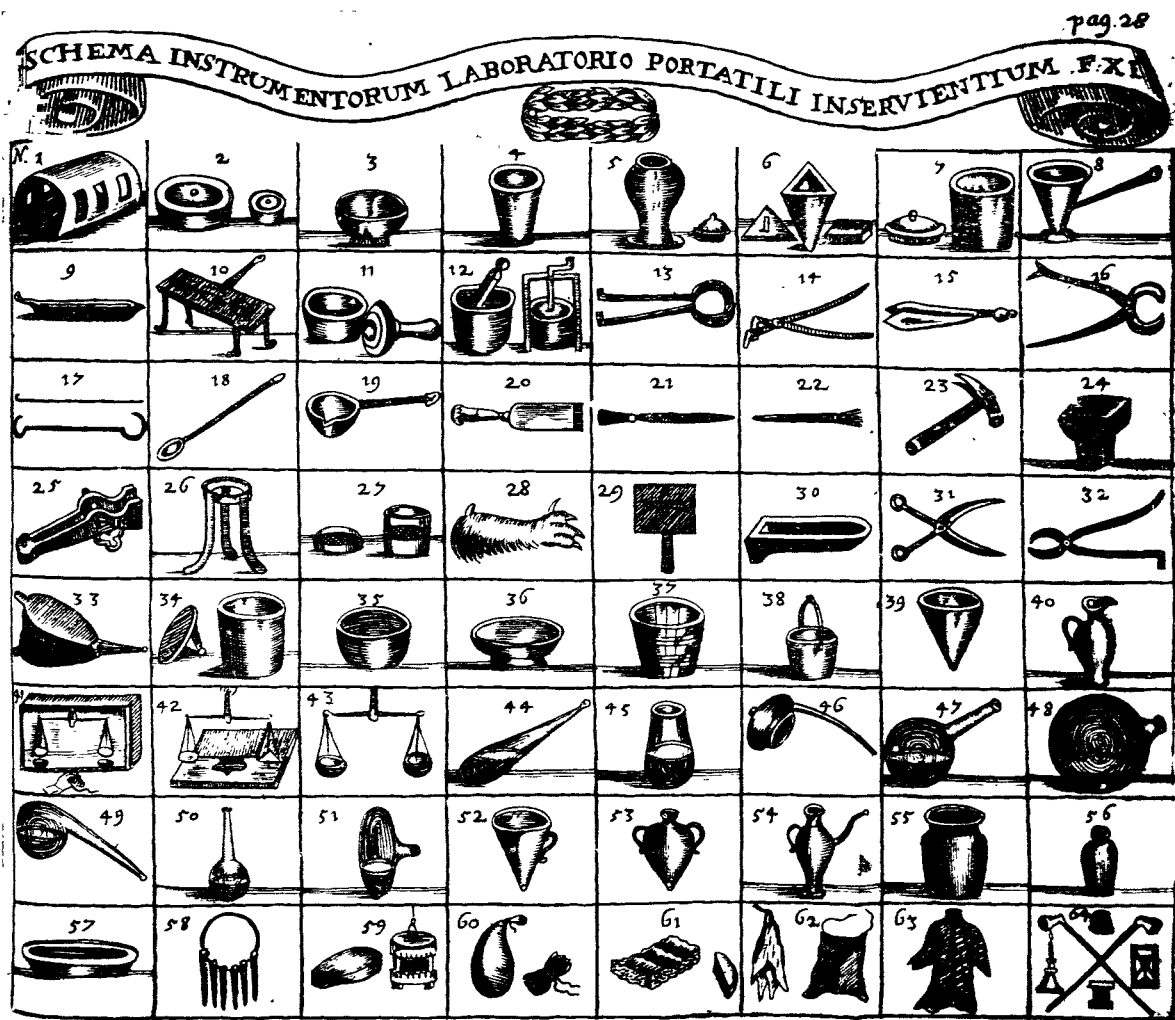 pag. 28
SCHEMA INSTRUMENTORUM LABORATORIO PORTATILI INSERVIENTIUM F. XI
N. 1 2 3 4 5 6 7 8
9 10 11 12 13 14 15 16
17 18 19 20 21 22 23 24
25 26 27 28 29 30 31 32
33 34 35 36 37 38 39 40
41 42 43 44 45 46 47 48
49 50 51 52 53 54 55 56
57 58 59 60 61 62 63 64